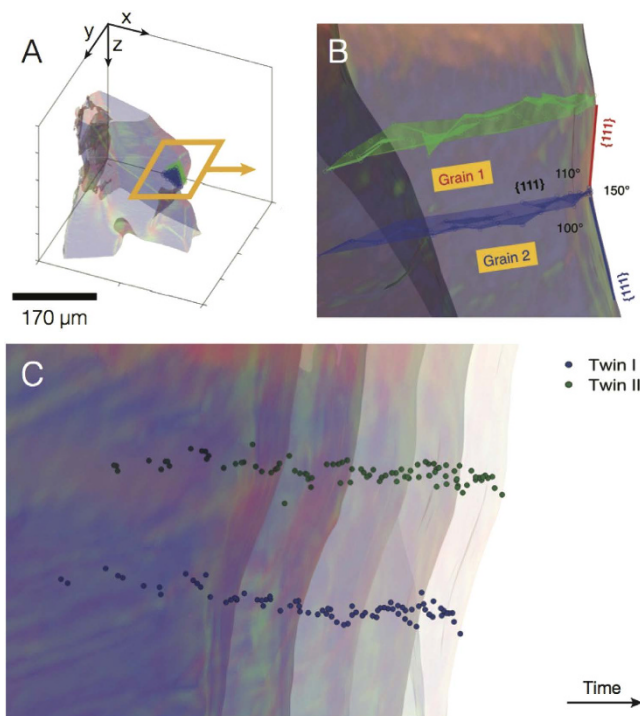 A
x
y
z
170 μm
B
{111}
Grain 1
{111}
110°
150°
100°
Grain 2
{111}
C
Twin I
Twin II
Time